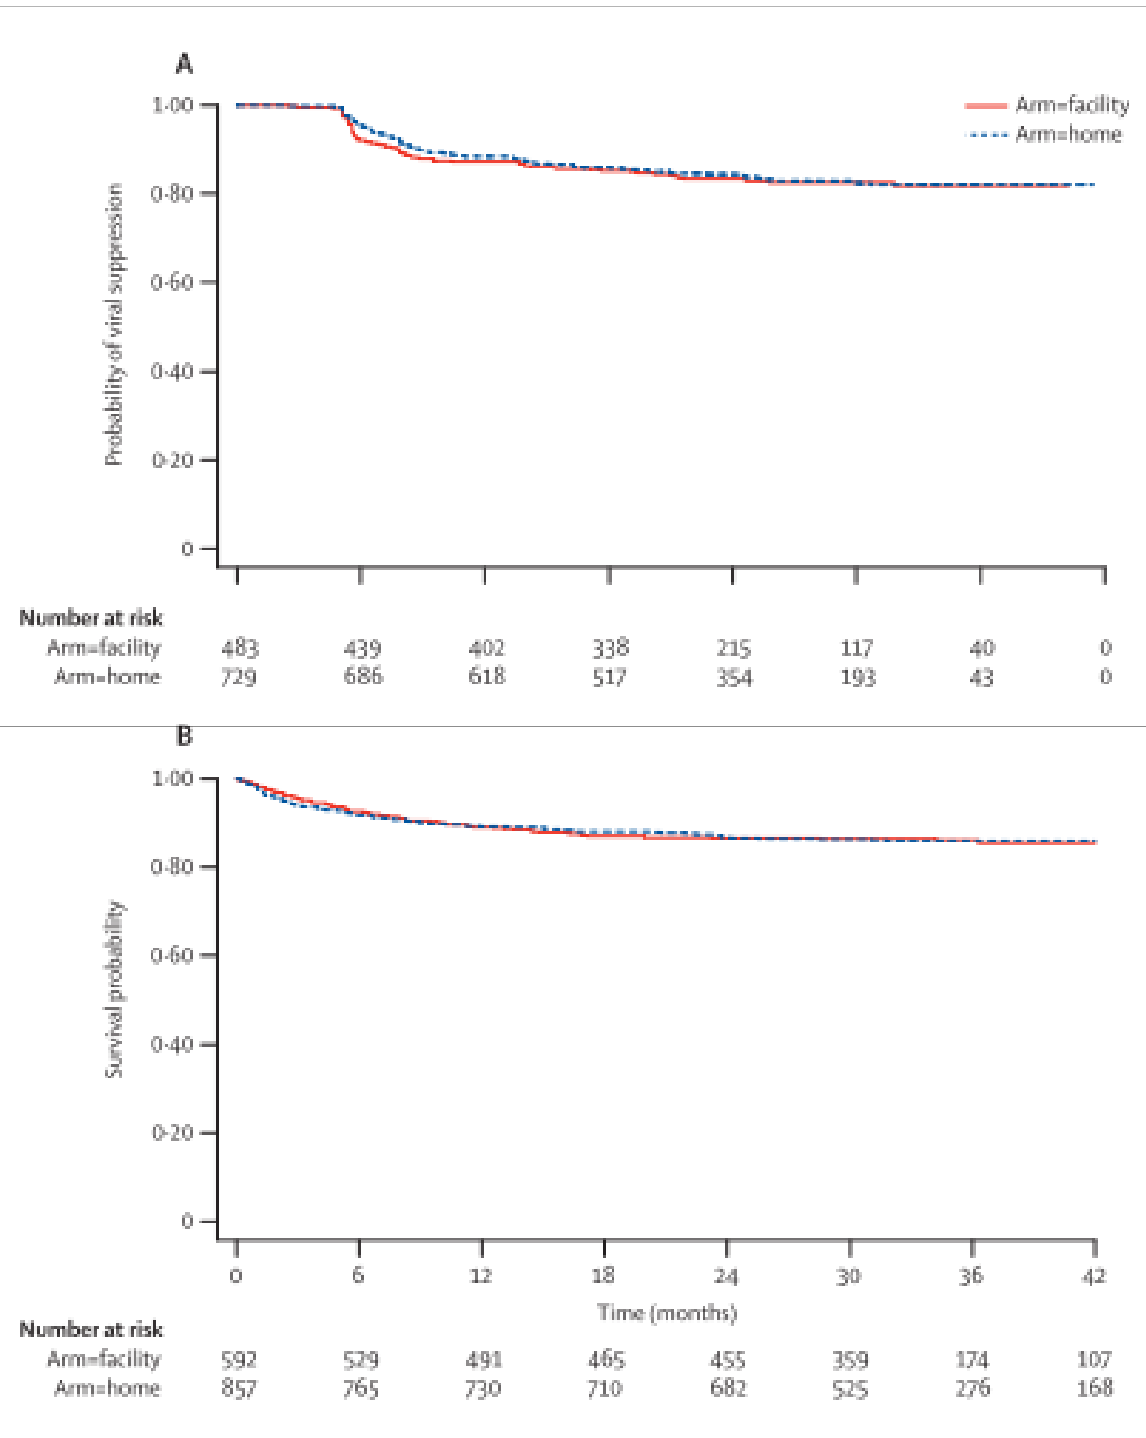 A
1·00
0·80
0·60
0·40
0·20
0
Probability of viral suppression
Arm=facility
Arm=home
Number at risk
Arm=facility 483 439 402 338 215 117 40 0
Arm=home 729 686 618 517 354 193 43 0
B
1·00
0·80
0·60
0·40
0·20
0
Survival probability
0 6 12 18 24 30 36 42
Time (months)
Number at risk
Arm=facility 592 529 491 465 455 359 174 107
Arm=home 857 765 730 710 682 525 276 168